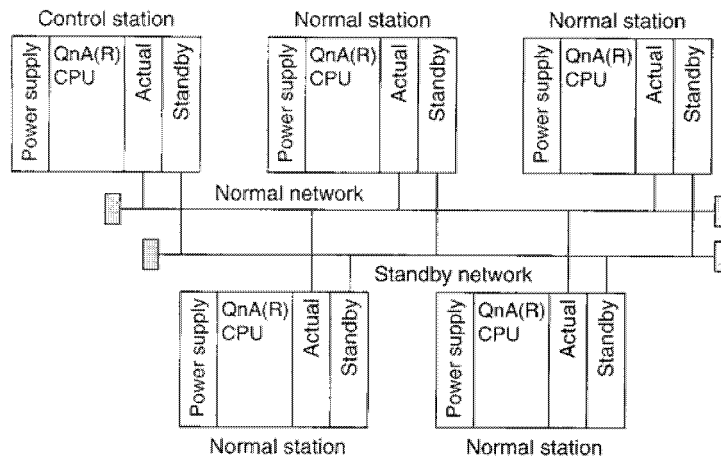 Control station
Normal station
Normal station
Power supply
QnA(R)
CPU
Actual
Standby
Power supply
QnA(R)
CPU
Actual
Standby
Power supply
QnA(R)
CPU
Actual
Standby
Normal network
Standby network
Power supply
QnA(R)
CPU
Actual
Standby
Power supply
QnA(R)
CPU
Actual
Standby
Normal station
Normal station